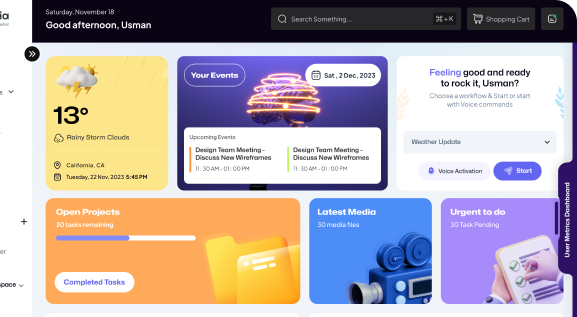 Saturday, November 18
Good afternoon, Usman
Search Something...
⌘+K
Shopping Cart
Your Events
Sat , 2 Dec, 2023
13°
Rainy Storm Clouds
California, CA
Tuesday, 22 Nov, 2023 5:45 PM
Upcoming Events
Design Team Meeting -
Discuss New Wireframes
11:30 AM - 01:00 PM
Design Team Meeting -
Discuss New Wireframes
11:30 AM - 01:00 PM
Feeling good and ready
to rock it, Usman?
Choose a workflow & Start or start
with Voice commands
Weather Update
Voice Activation
Start
User Metrics Dashboard
Open Projects
30 tasks remaining
Completed Tasks
Latest Media
30 media files
Urgent to do
30 Task Pending